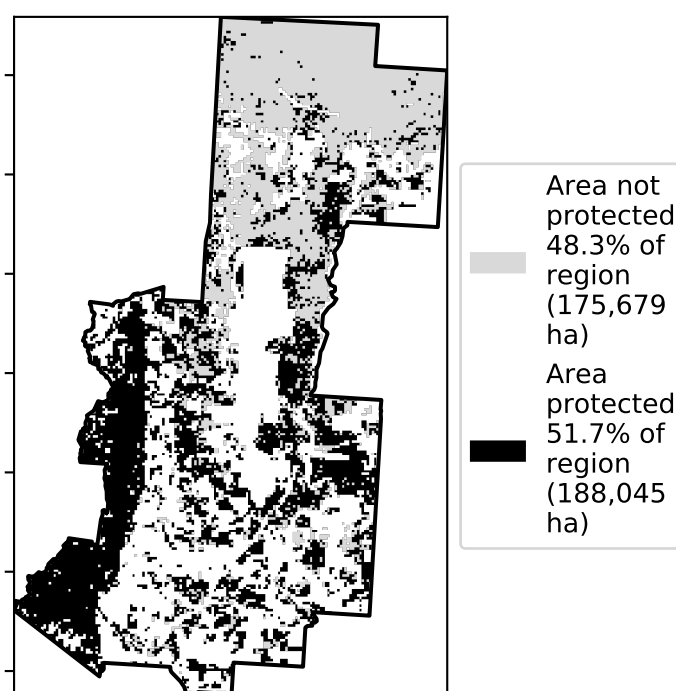 Area not
protected
48.3% of
region
(175,679
ha)
Area
protected
51.7% of
region
(188,045
ha)